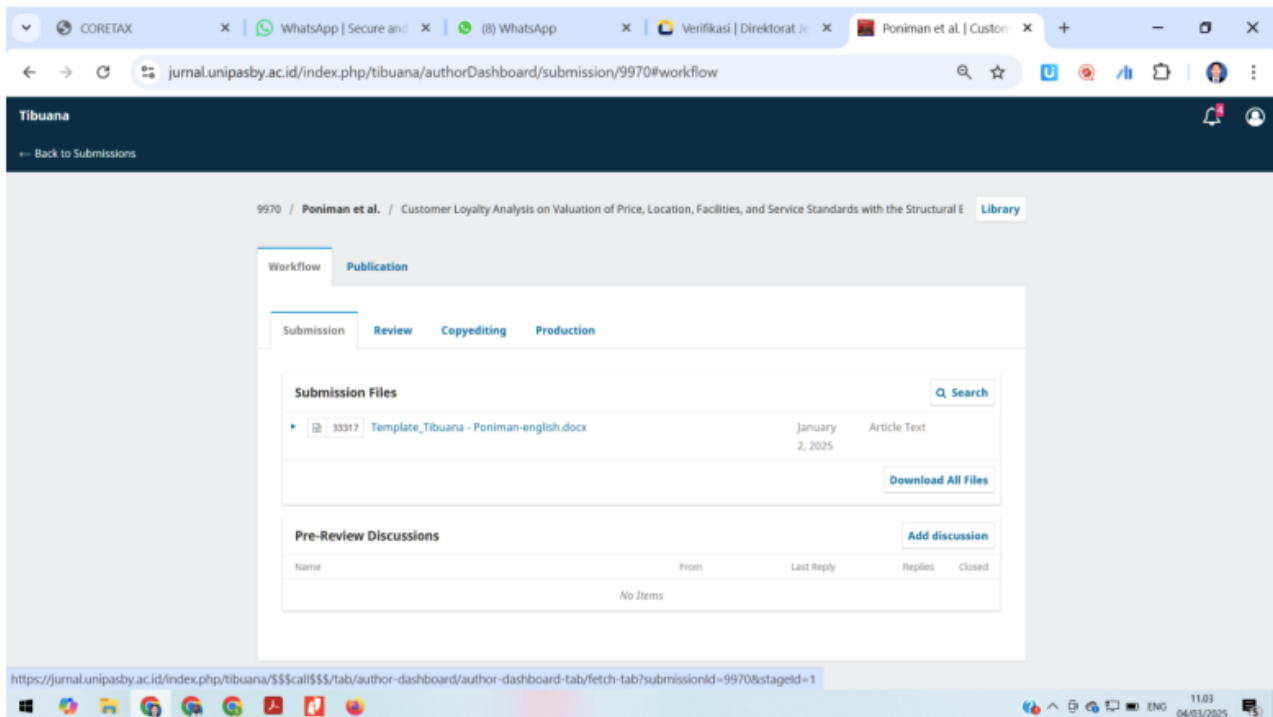 CORETAX
WhatsApp | Secure and
(8) WhatsApp
Verifikasi | Direktorat Je
Poniman et al. | Custom
jurnal.unipasby.ac.id/index.php/tibuana/authorDashboard/submission/9970#workflow
Tibuana
4
← Back to Submissions
9970 / Poniman et al. / Customer Loyalty Analysis on Valuation of Price, Location, Facilities, and Service Standards with the Structural E
Library
Workflow Publication
Submission Review Copyediting Production
Submission Files
Search
33317 Template_Tibuana - Poniman-english.docx January 2, 2025 Article Text
Download All Files
Pre-Review Discussions
Add discussion
Name From Last Reply Replies Closed
No Items
https://jurnal.unipasby.ac.id/index.php/tibuana/$$$call$$$/tab/author-dashboard/author-dashboard-tab/fetch-tab?submissionId=9970&stageId=1
ENG
11.03
04/03/2025